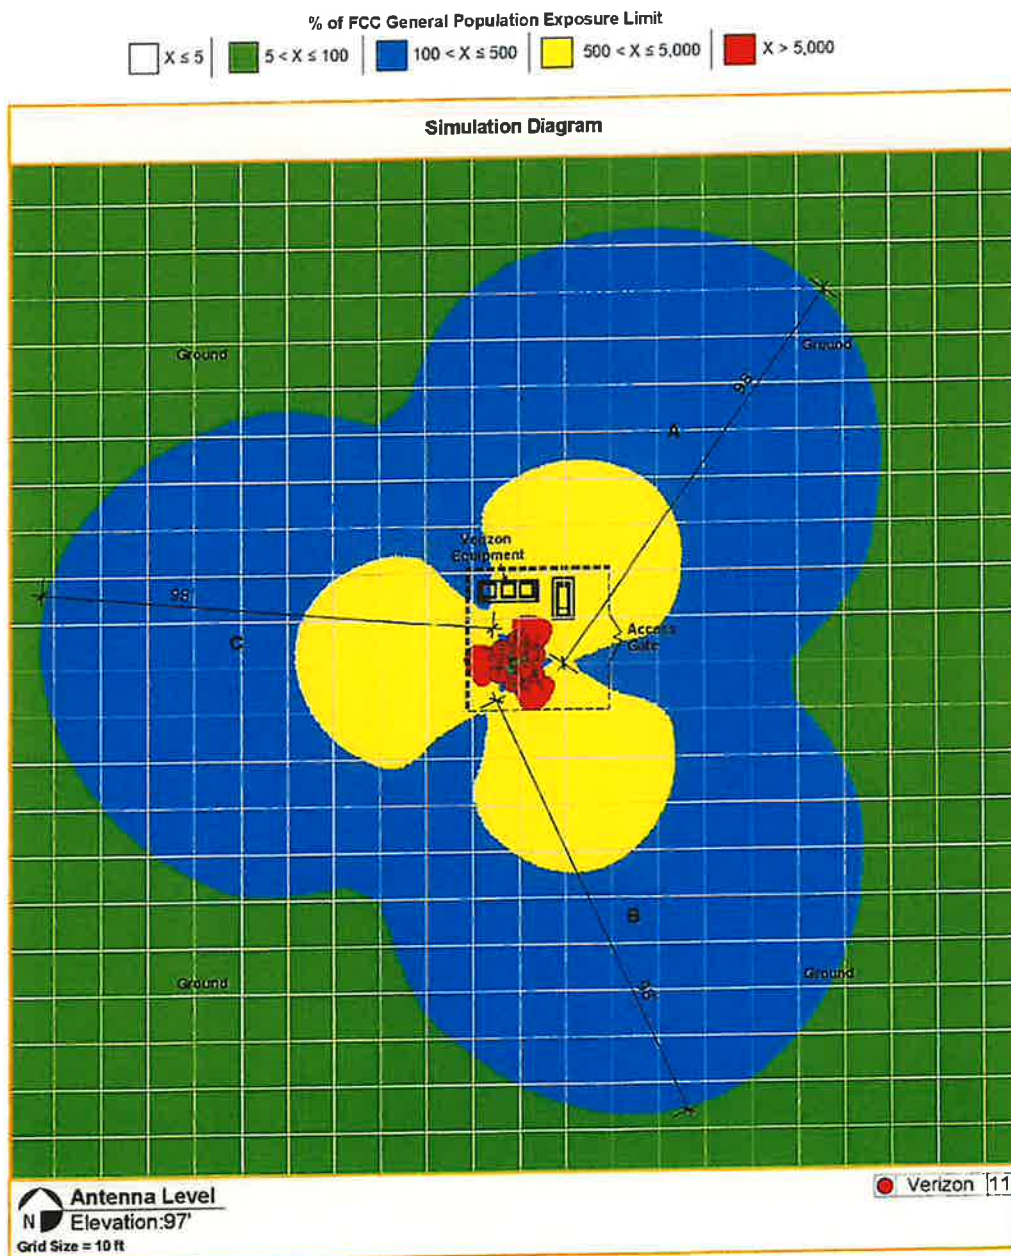 % of FCC General Population Exposure Limit
X ≤ 5
5 < X ≤ 100
100 < X ≤ 500
500 < X ≤ 5,000
X > 5,000
Simulation Diagram
Ground
Ground
98
A
Verizon
Equipment
98
C
Access
Gate
B
98
Ground
Ground
Antenna Level
N
Elevation:97'
Grid Size = 10 ft
Verizon
11